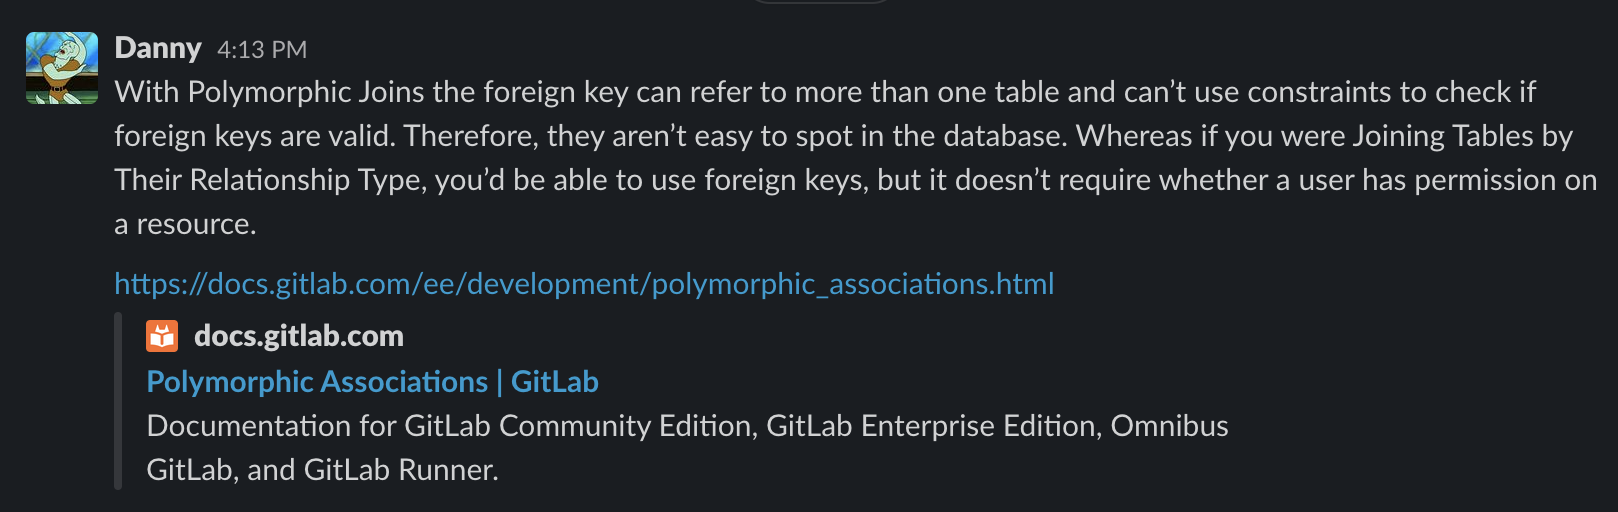 Danny 4:13 PM
With Polymorphic Joins the foreign key can refer to more than one table and can’t use constraints to check if
foreign keys are valid. Therefore, they aren’t easy to spot in the database. Whereas if you were Joining Tables by
Their Relationship Type, you’d be able to use foreign keys, but it doesn’t require whether a user has permission on
a resource.
https://docs.gitlab.com/ee/development/polymorphic_associations.html
docs.gitlab.com
Polymorphic Associations | GitLab
Documentation for GitLab Community Edition, GitLab Enterprise Edition, Omnibus
GitLab, and GitLab Runner.